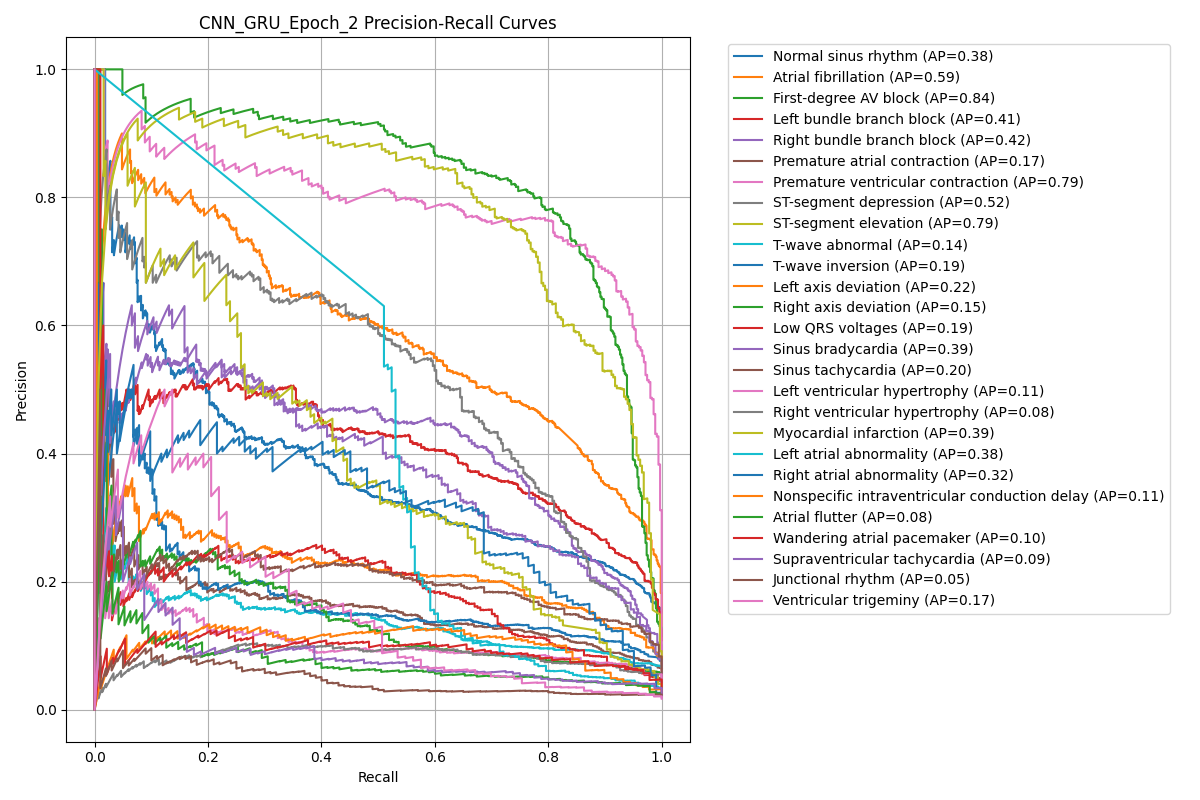 CNN_GRU_Epoch_2 Precision-Recall Curves
Precision
1.0
0.8
0.6
0.4
0.2
0.0
0.0 0.2 0.4 0.6 0.8 1.0
Recall
Normal sinus rhythm (AP=0.38)
Atrial fibrillation (AP=0.59)
First-degree AV block (AP=0.84)
Left bundle branch block (AP=0.41)
Right bundle branch block (AP=0.42)
Premature atrial contraction (AP=0.17)
Premature ventricular contraction (AP=0.79)
ST-segment depression (AP=0.52)
ST-segment elevation (AP=0.79)
T-wave abnormal (AP=0.14)
T-wave inversion (AP=0.19)
Left axis deviation (AP=0.22)
Right axis deviation (AP=0.15)
Low QRS voltages (AP=0.19)
Sinus bradycardia (AP=0.39)
Sinus tachycardia (AP=0.20)
Left ventricular hypertrophy (AP=0.11)
Right ventricular hypertrophy (AP=0.08)
Myocardial infarction (AP=0.39)
Left atrial abnormality (AP=0.38)
Right atrial abnormality (AP=0.32)
Nonspecific intraventricular conduction delay (AP=0.11)
Atrial flutter (AP=0.08)
Wandering atrial pacemaker (AP=0.10)
Supraventricular tachycardia (AP=0.09)
Junctional rhythm (AP=0.05)
Ventricular trigeminy (AP=0.17)